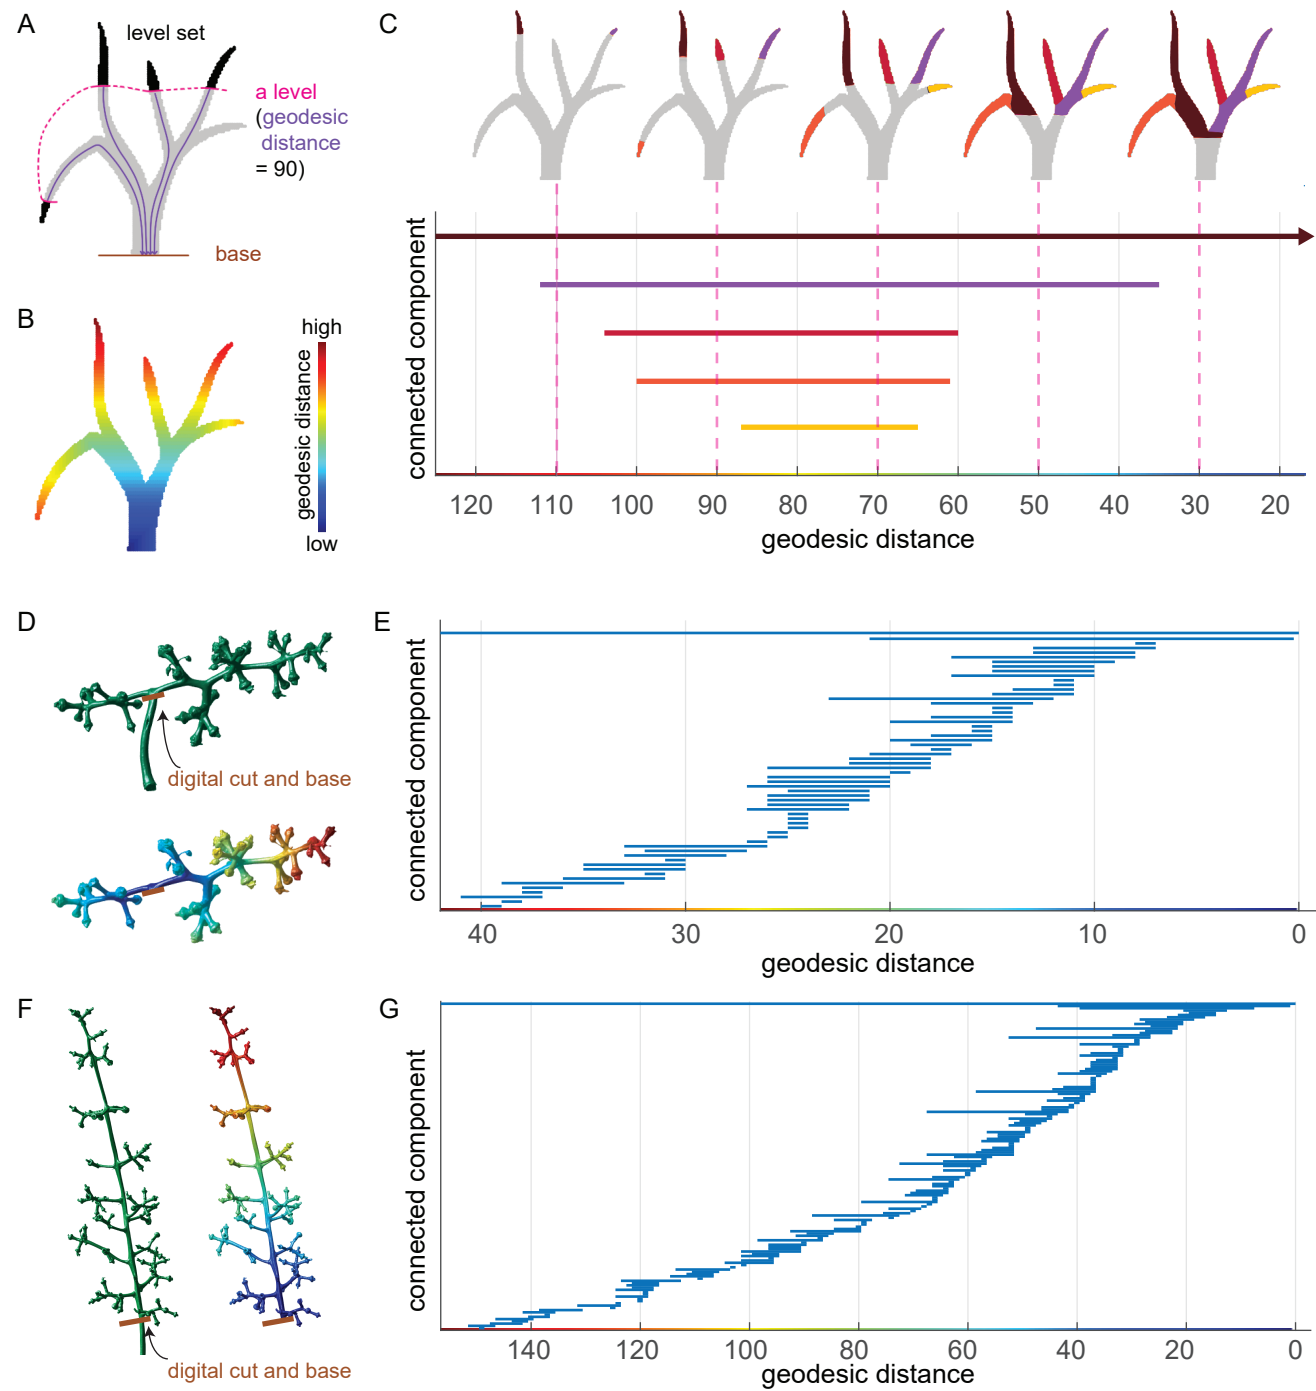 A
level set
a level
(geodesic
distance
= 90)
base
B
high
geodesic distance
low
C
connected component
120 110 100 90 80 70 60 50 40 30 20
geodesic distance
D
digital cut and base
E
connected component
40 30 20 10 0
geodesic distance
F
digital cut and base
G
connected component
140 120 100 80 60 40 20 0
geodesic distance